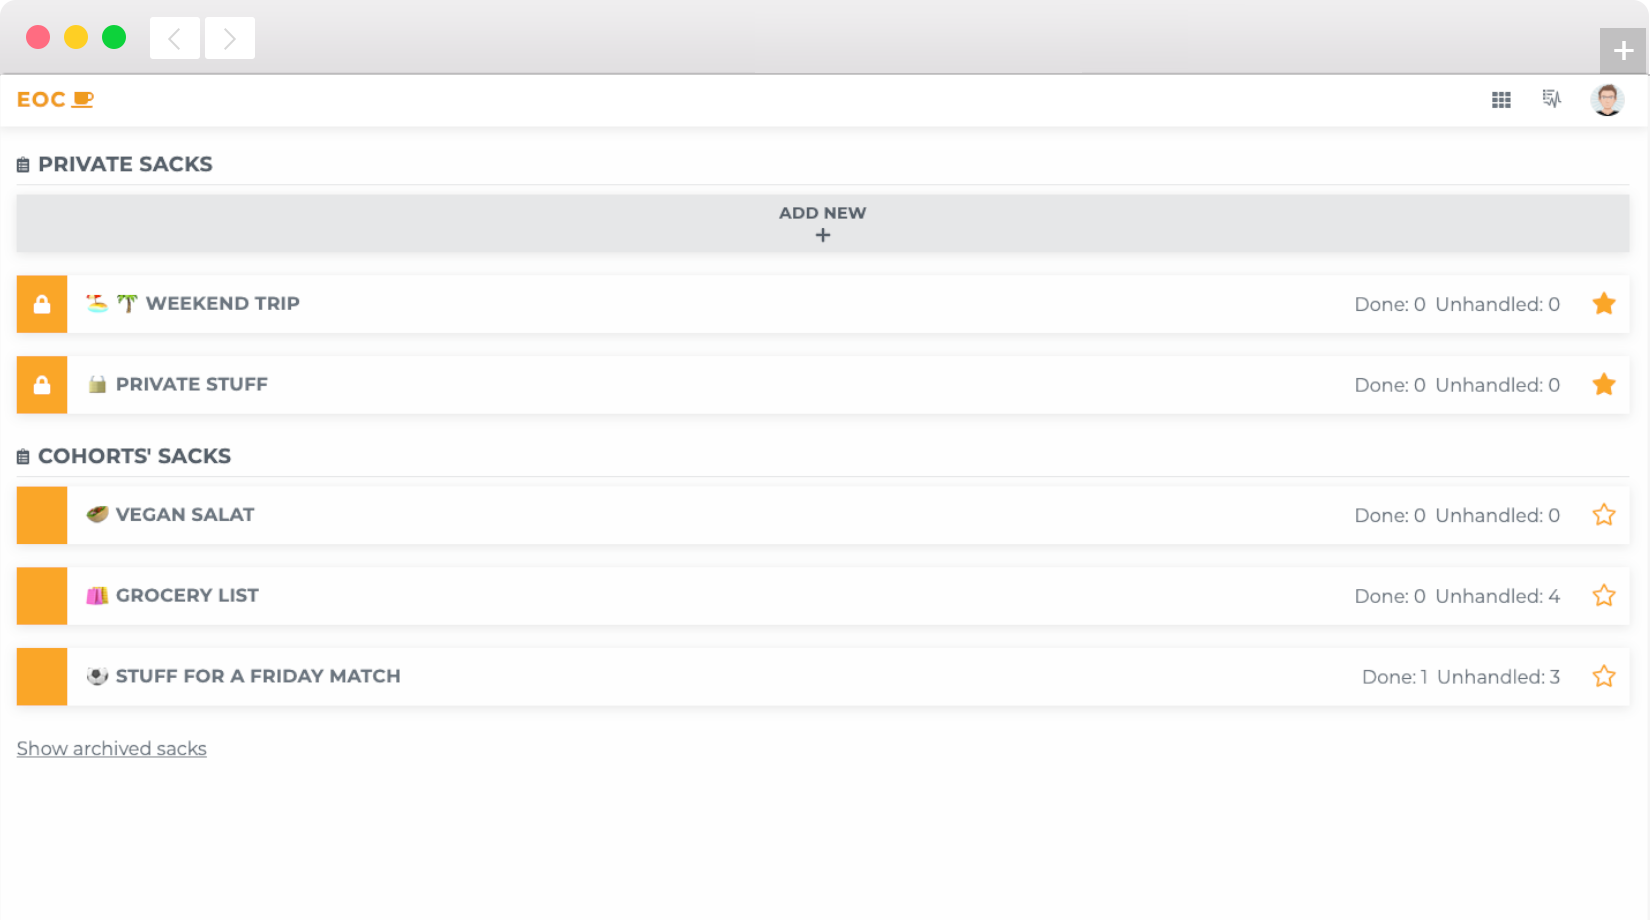 EOC
PRIVATE SACKS
ADD NEW
+
WEEKEND TRIP Done: 0 Unhandled: 0
PRIVATE STUFF Done: 0 Unhandled: 0
COHORTS' SACKS
VEGAN SALAT Done: 0 Unhandled: 0
GROCERY LIST Done: 0 Unhandled: 4
STUFF FOR A FRIDAY MATCH Done: 1 Unhandled: 3
Show archived sacks